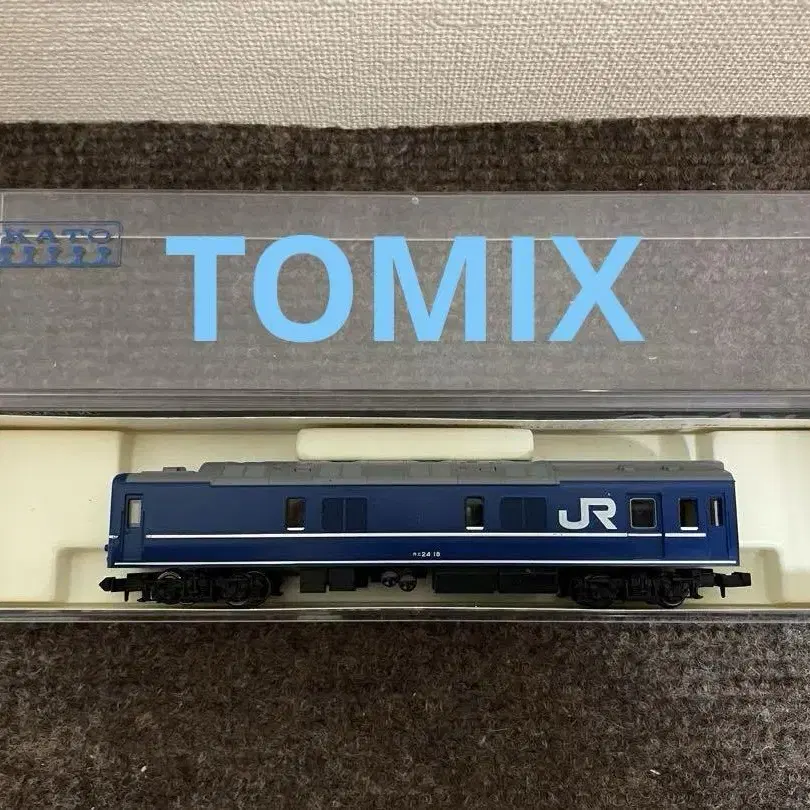 KATO
TOMIX
JR
カニ24 18